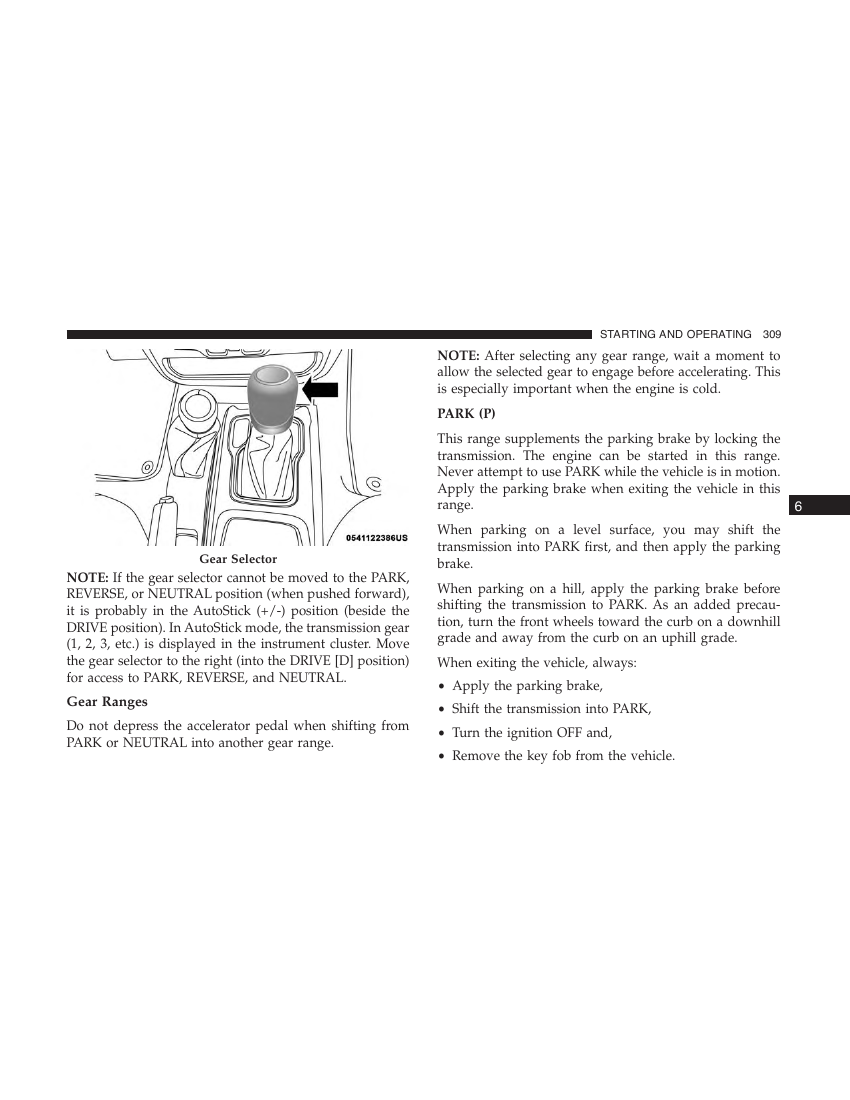 STARTING AND OPERATING 309
0541122386US
Gear Selector
NOTE: If the gear selector cannot be moved to the PARK,
REVERSE, or NEUTRAL position (when pushed forward),
it is probably in the AutoStick (+/-) position (beside the
DRIVE position). In AutoStick mode, the transmission gear
(1, 2, 3, etc.) is displayed in the instrument cluster. Move
the gear selector to the right (into the DRIVE [D] position)
for access to PARK, REVERSE, and NEUTRAL.
Gear Ranges
Do not depress the accelerator pedal when shifting from
PARK or NEUTRAL into another gear range.
NOTE: After selecting any gear range, wait a moment to
allow the selected gear to engage before accelerating. This
is especially important when the engine is cold.
PARK (P)
This range supplements the parking brake by locking the
transmission. The engine can be started in this range.
Never attempt to use PARK while the vehicle is in motion.
Apply the parking brake when exiting the vehicle in this
range.
When parking on a level surface, you may shift the
transmission into PARK first, and then apply the parking
brake.
When parking on a hill, apply the parking brake before
shifting the transmission to PARK. As an added precau-
tion, turn the front wheels toward the curb on a downhill
grade and away from the curb on an uphill grade.
When exiting the vehicle, always:
• Apply the parking brake,
• Shift the transmission into PARK,
• Turn the ignition OFF and,
• Remove the key fob from the vehicle.
6